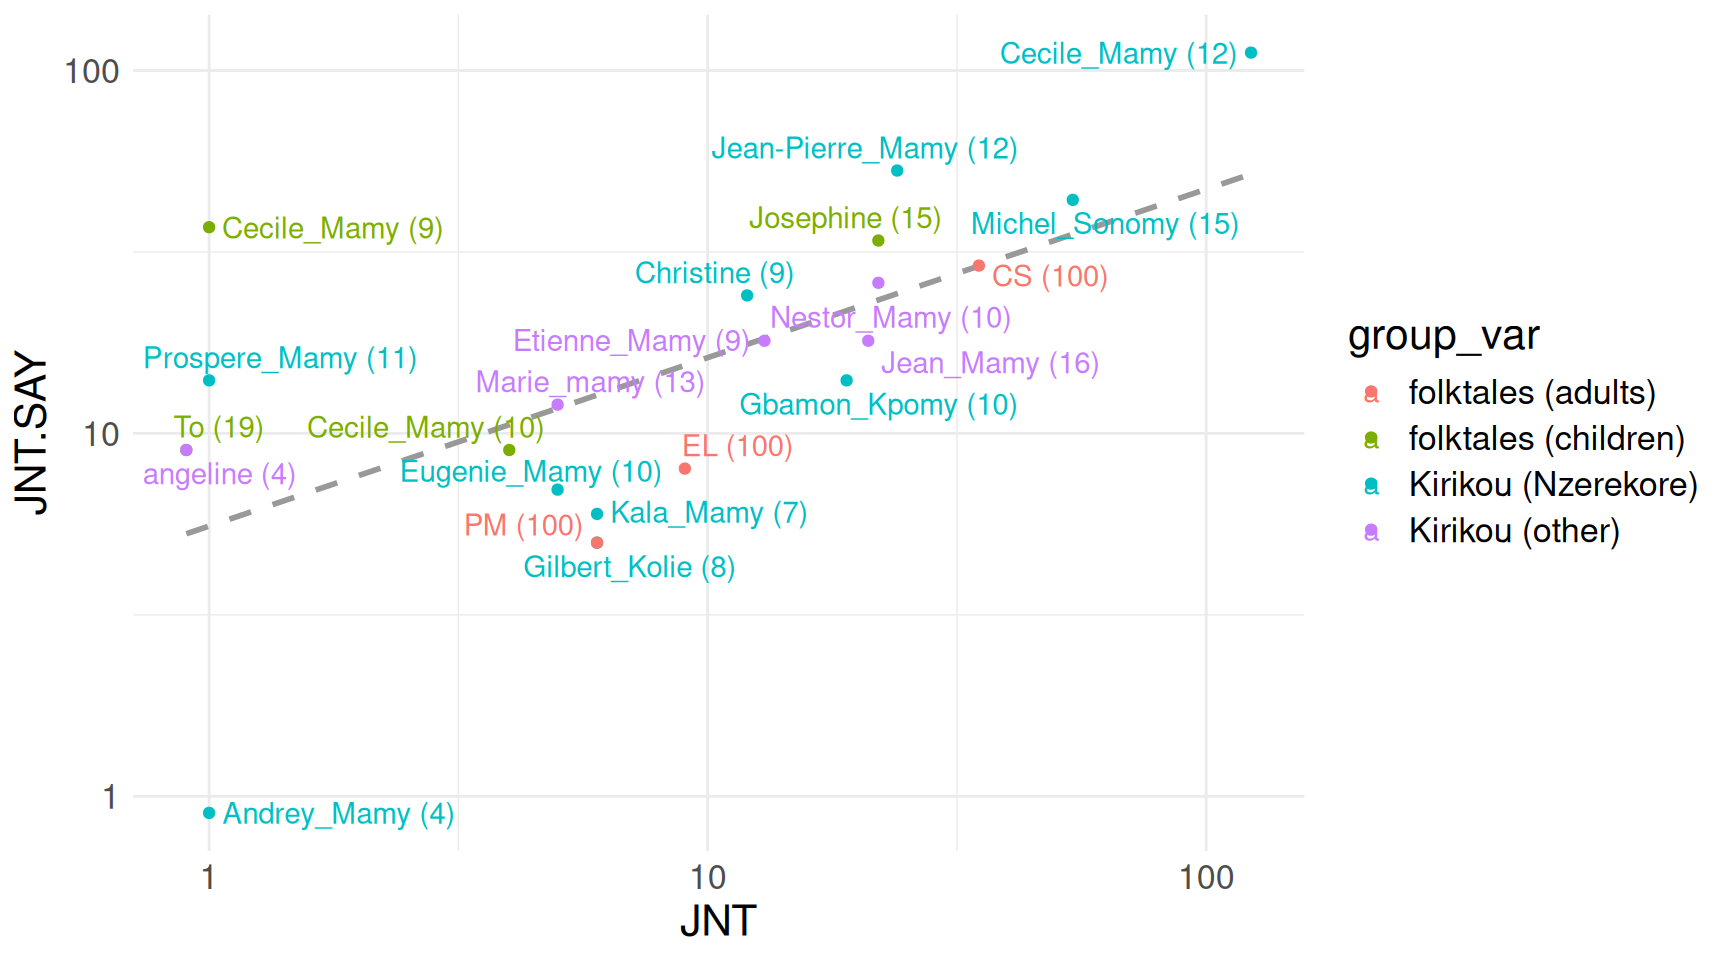 Cecile_Mamy (12)
100
Jean-Pierre_Mamy (12)
Josephine (15)
Michel_Sonomy (15)
Cecile_Mamy (9)
Christine (9)
CS (100)
Nestor_Mamy (10)
Etienne_Mamy (9)
Prospere_Mamy (11)
Jean_Mamy (16)
Marie_mamy (13)
Gbamon_Kpomy (10)
To (19)
Cecile_Mamy (10)
10
EL (100)
angeline (4)
Eugenie_Mamy (10)
Kala_Mamy (7)
PM (100)
Gilbert_Kolie (8)
1
Andrey_Mamy (4)
JNT.SAY
1 10 100
JNT
group_var
a folktales (adults)
a folktales (children)
a Kirikou (Nzerekore)
a Kirikou (other)